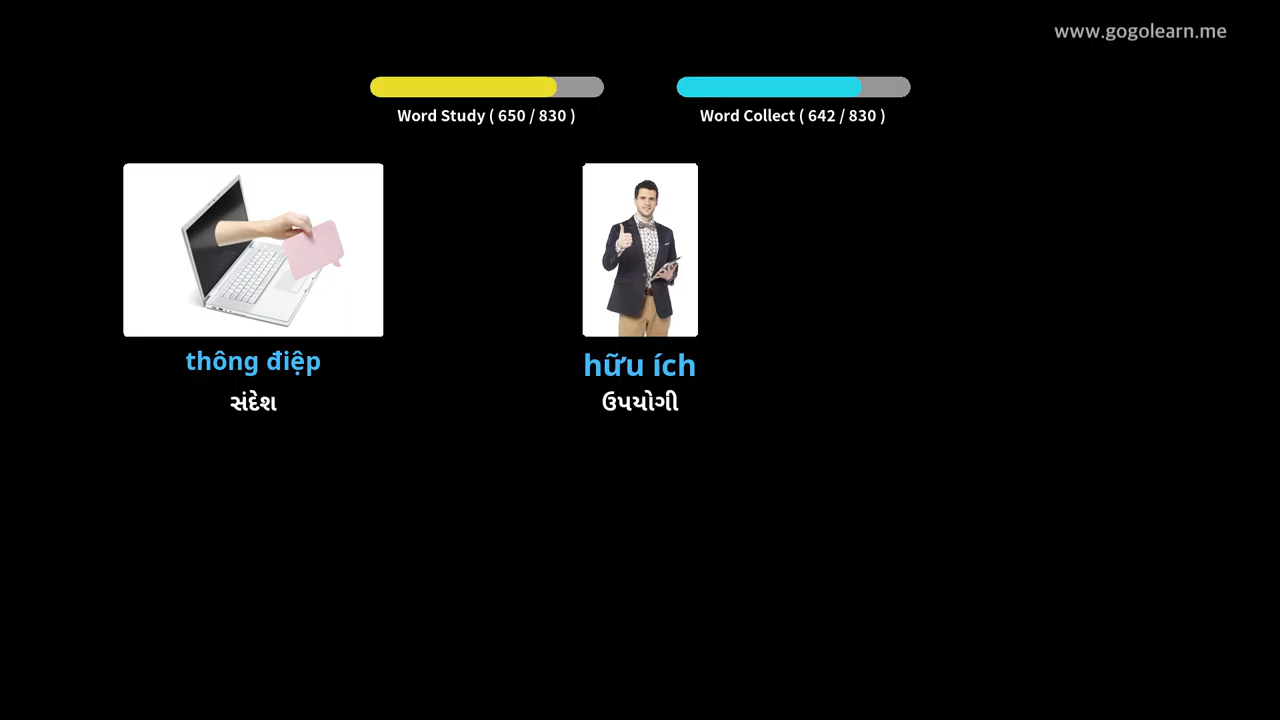 www.gogolearn.me
Word Study ( 650 / 830 )
Word Collect ( 642 / 830 )
thông điệp
સંદેશ
hữu ích
ઉપયોગી